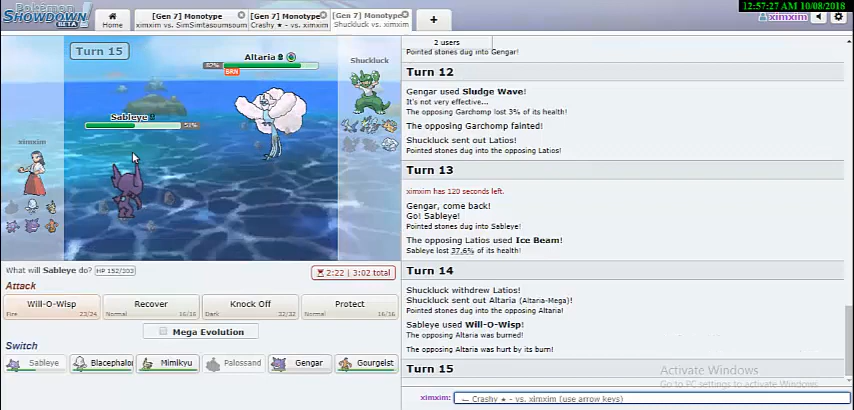 Pokémon
SHOWDOWN!
BETA
Home
[Gen 7] Monotype
ximxim vs. SimSimtasoumsoum
[Gen 7] Monotype
Crashy ★ - vs. ximxim
[Gen 7] Monotype
Shuckluck vs. ximxim
+
12:57:27 AM 10/08/2018
ximxim
Turn 15
Altaria
BRN
Shuckluck
Sableye
ximxim
What will Sableye do? HP 152/333
2:22 | 3:02 total
Attack
Will-O-Wisp
Fire
23/24
Recover
Normal
16/16
Knock Off
Dark
32/32
Protect
Normal
16/16
Mega Evolution
Switch
Sableye
Blacephalon
Mimikyu
Palossand
Gengar
Gourgeist
2 users
Pointed stones dug into Gengar!
Turn 12
Gengar used Sludge Wave!
It's not very effective...
The opposing Garchomp lost 3% of its health!
The opposing Garchomp fainted!
Shuckluck sent out Latios!
Pointed stones dug into the opposing Latios!
Turn 13
ximxim has 120 seconds left.
Gengar, come back!
Go! Sableye!
Pointed stones dug into Sableye!
The opposing Latios used Ice Beam!
Sableye lost 37.6% of its health!
Turn 14
Shuckluck withdrew Latios!
Shuckluck sent out Altaria (Altaria-Mega)!
Pointed stones dug into the opposing Altaria!
Sableye used Will-O-Wisp!
The opposing Altaria was burned!
The opposing Altaria was hurt by its burn!
Turn 15
Activate Windows
Go to PC settings to activate Windows.
ximxim:
← Crashy ★ - vs. ximxim (use arrow keys)